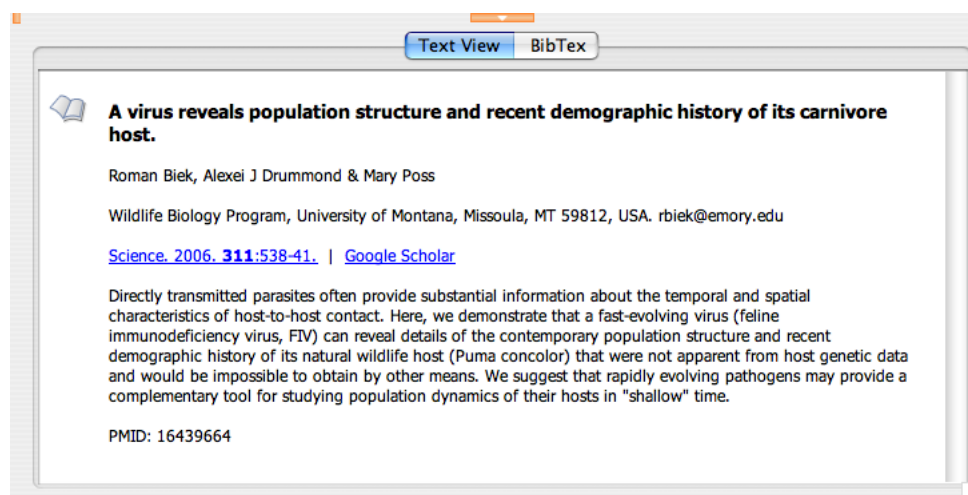 Text View BibTex
A virus reveals population structure and recent demographic history of its carnivore
host.
Roman Biek, Alexei J Drummond & Mary Poss
Wildlife Biology Program, University of Montana, Missoula, MT 59812, USA. rbiek@emory.edu
Science. 2006. 311:538-41. | Google Scholar
Directly transmitted parasites often provide substantial information about the temporal and spatial
characteristics of host-to-host contact. Here, we demonstrate that a fast-evolving virus (feline
immunodeficiency virus, FIV) can reveal details of the contemporary population structure and recent
demographic history of its natural wildlife host (Puma concolor) that were not apparent from host genetic data
and would be impossible to obtain by other means. We suggest that rapidly evolving pathogens may provide a
complementary tool for studying population dynamics of their hosts in "shallow" time.
PMID: 16439664